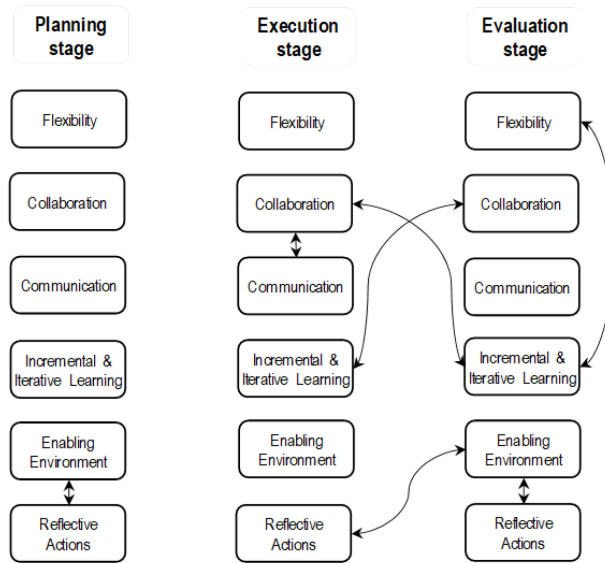 Planning
stage
Execution
stage
Evaluation
stage
Flexibility
Flexibility
Flexibility
Collaboration
Collaboration
Collaboration
Communication
Communication
Communication
Incremental &
Iterative Learning
Incremental &
Iterative Learning
Incremental &
Iterative Learning
Enabling
Environment
Enabling
Environment
Enabling
Environment
Reflective
Actions
Reflective
Actions
Reflective
Actions